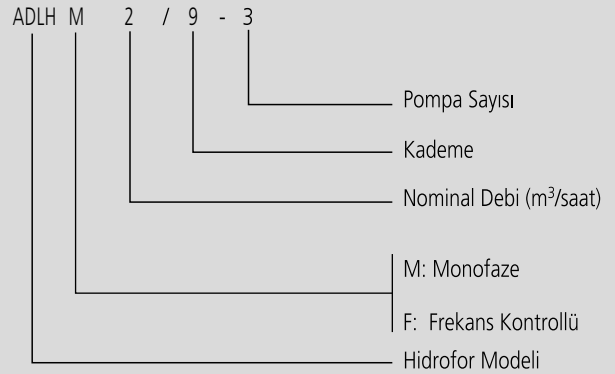 ADLH M 2 / 9 - 3
Pompa Sayısı
Kademe
Nominal Debi (m³/saat)
M: Monofaze
F: Frekans Kontrollü
Hidrofor Modeli